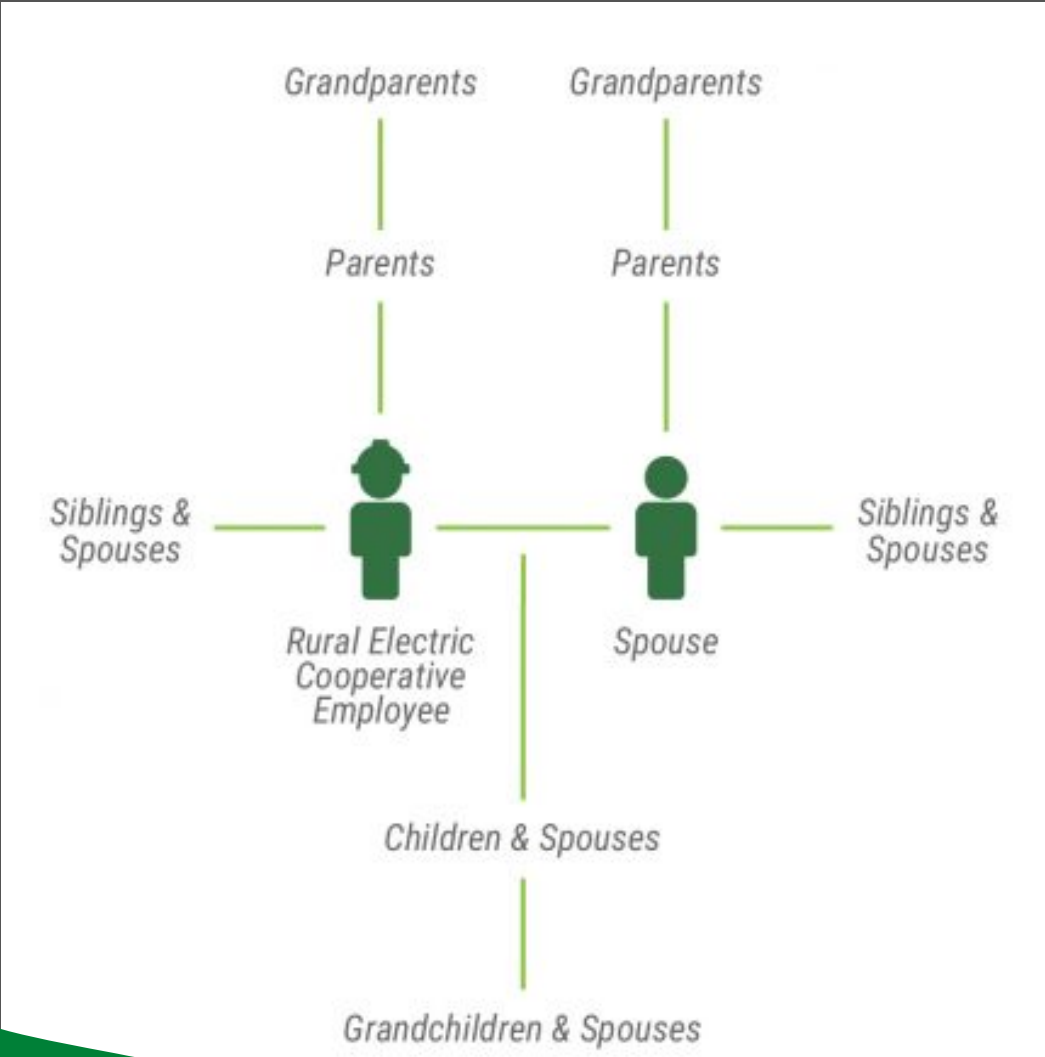 Grandparents
Grandparents
Parents
Parents
Siblings &
Spouses
Siblings &
Spouses
Rural Electric
Cooperative
Employee
Spouse
Children & Spouses
Grandchildren & Spouses